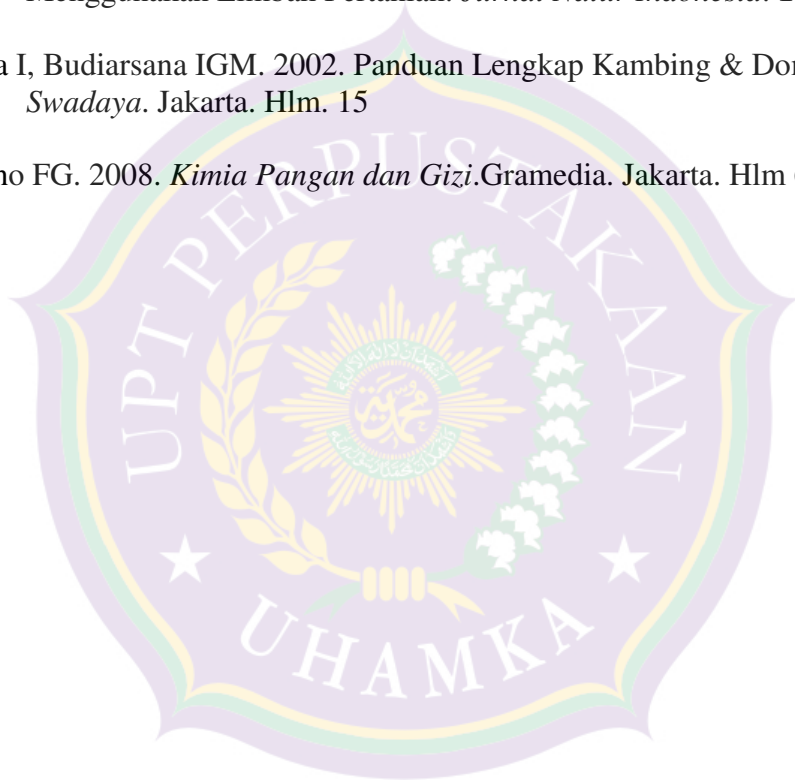 Menggunakan Limbah Pertanian. Jurnal Natur Indonesia.
a I, Budiarsana IGM. 2002. Panduan Lengkap Kambing & Dom
Swadaya. Jakarta. Hlm. 15
no FG. 2008. Kimia Pangan dan Gizi.Gramedia. Jakarta. Hlm
UPT PERPUSTAKAAN
UHAMKA